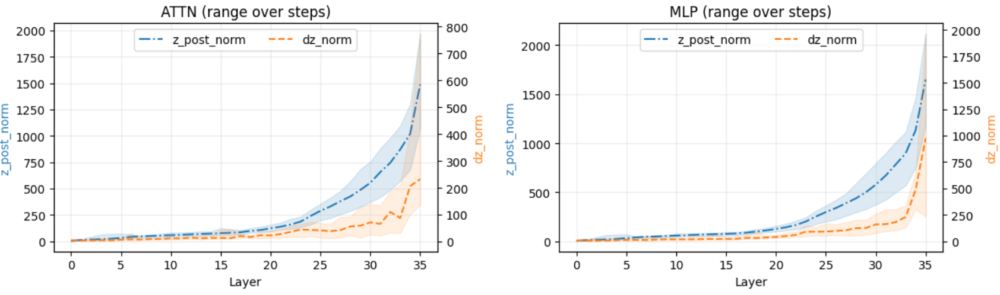 ATTN (range over steps)
z_post_norm
dz_norm
2000
1750
1500
1250
1000
750
500
250
0
z_post_norm
800
700
600
500
400
300
200
100
0
dz_norm
0 5 10 15 20 25 30 35
Layer
MLP (range over steps)
z_post_norm
dz_norm
2000
1500
1000
500
0
z_post_norm
2000
1750
1500
1250
1000
750
500
250
0
dz_norm
0 5 10 15 20 25 30 35
Layer